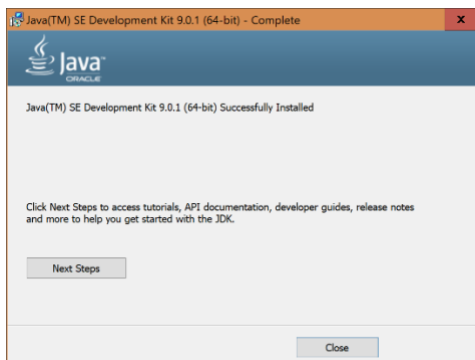 Java(TM) SE Development Kit 9.0.1 (64-bit) - Complete
x
Java™
ORACLE
Java(TM) SE Development Kit 9.0.1 (64-bit) Successfully Installed
Click Next Steps to access tutorials, API documentation, developer guides, release notes
and more to help you get started with the JDK.
Next Steps
Close